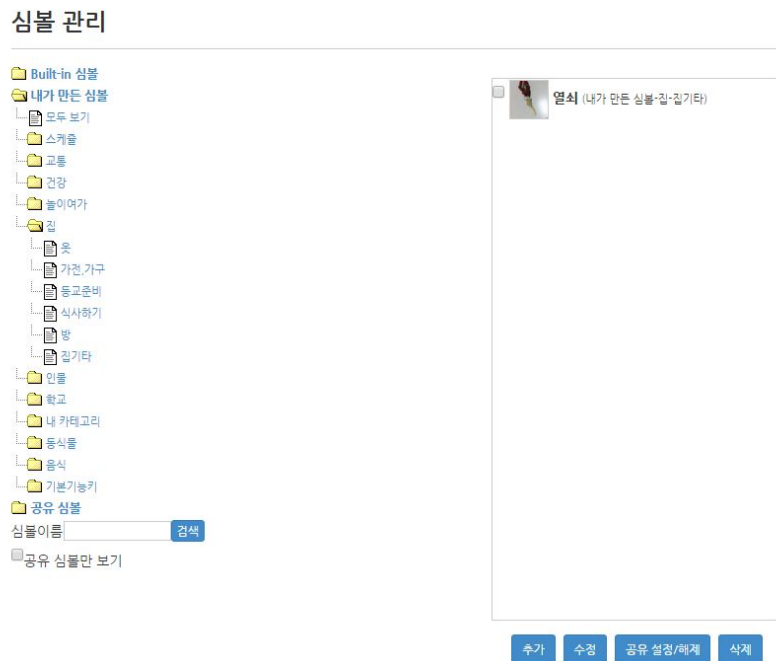 심볼 관리
Built-in 심볼
내가 만든 심볼
모두 보기
스케쥴
교통
건강
놀이여가
집
옷
가전,가구
등교준비
식사하기
방
집기타
인물
학교
내 카테고리
동식물
음식
기본기능키
공유 심볼
심볼이름 검색
공유 심볼만 보기
열쇠 (내가 만든 심볼-집-집기타)
추가 수정 공유 설정/해제 삭제